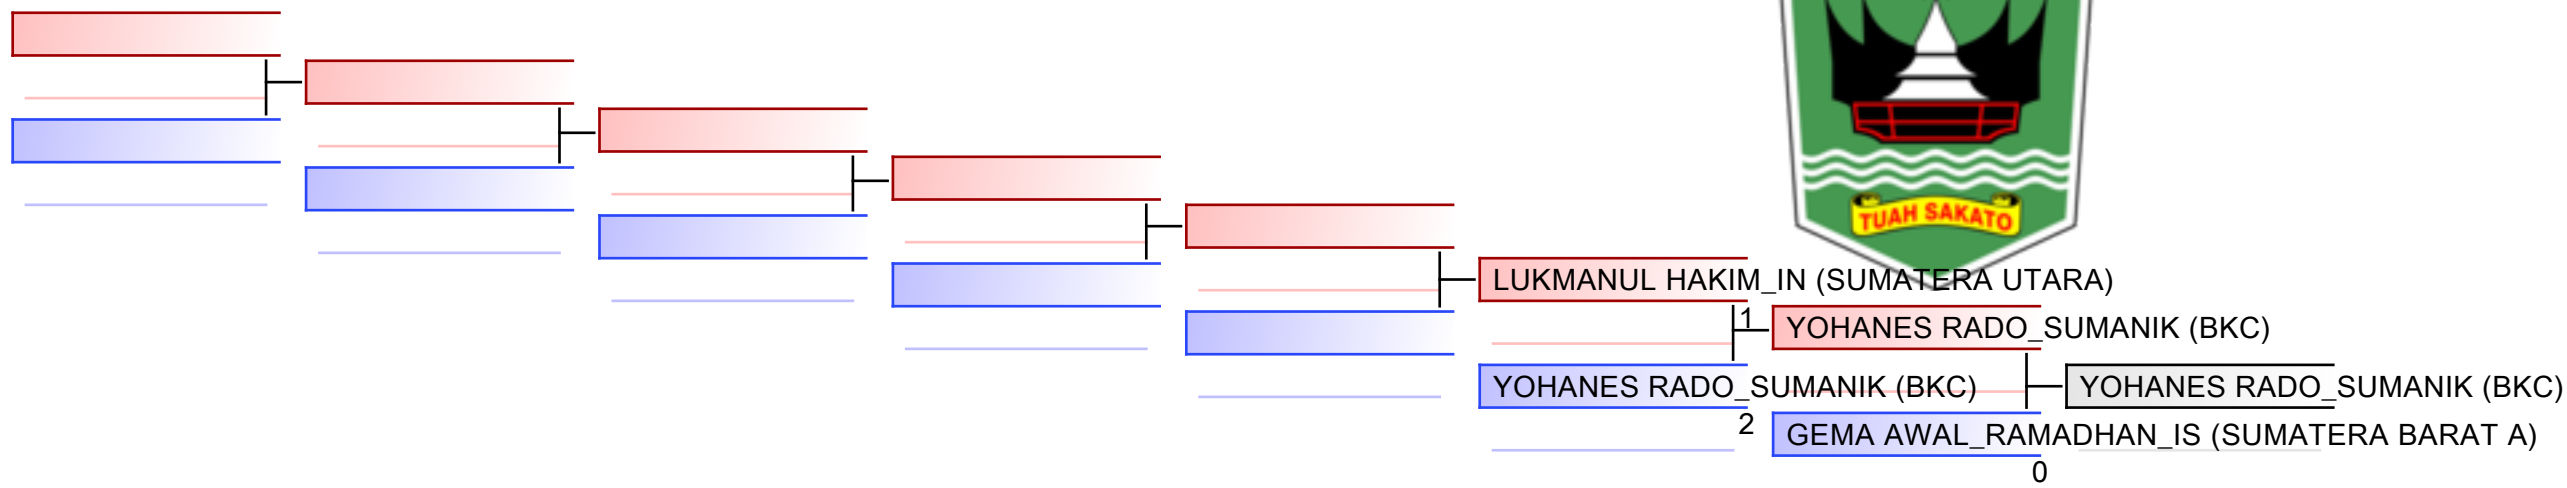 TUAH SAKATO
LUKMANUL HAKIM_IN (SUMATERA UTARA)
1
YOHANES RADO_SUMANIK (BKC)
YOHANES RADO_SUMANIK (BKC)
YOHANES RADO_SUMANIK (BKC)
2
GEMA AWAL_RAMADHAN_IS (SUMATERA BARAT A)
0